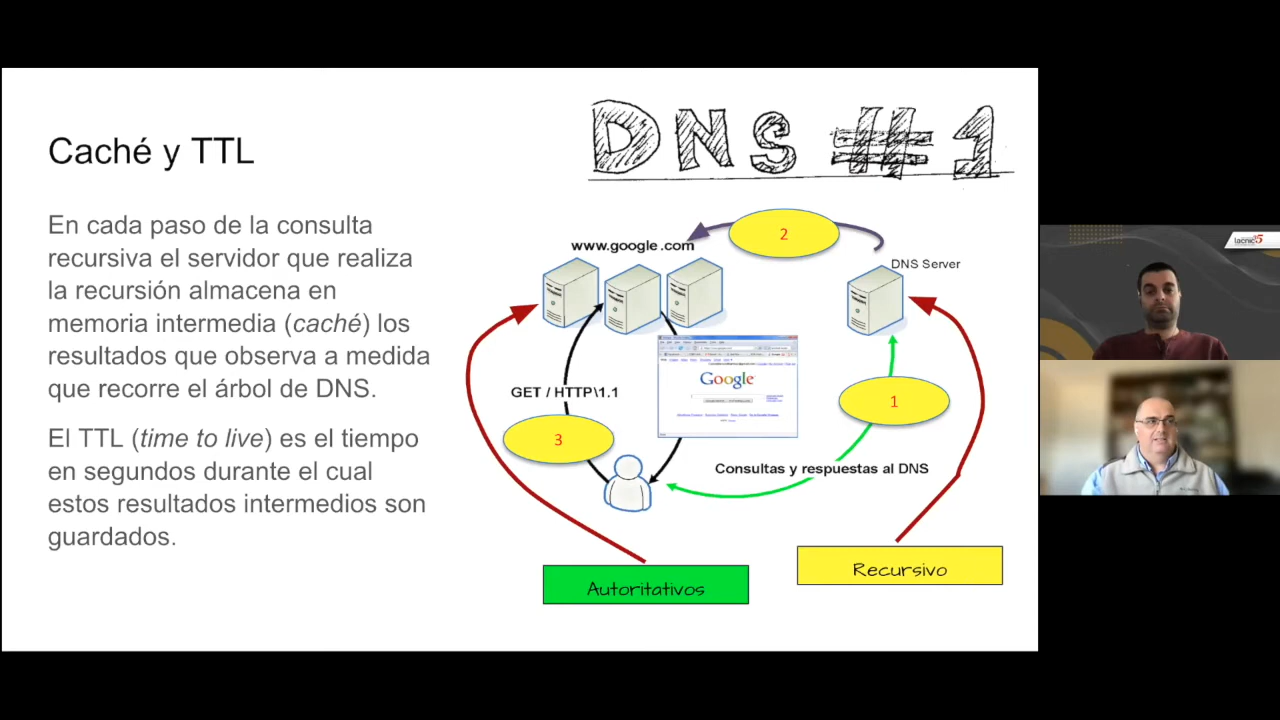 DNS #1
Caché y TTL
En cada paso de la consulta
recursiva el servidor que realiza
la recursión almacena en
memoria intermedia (caché) los
resultados que observa a medida
que recorre el árbol de DNS.
El TTL (time to live) es el tiempo
en segundos durante el cual
estos resultados intermedios son
guardados.
2
www.google.com
DNS Server
Google
GET / HTTP\1.1
1
3
Consultas y respuestas al DNS
Recursivo
Autoritativos
lacnic